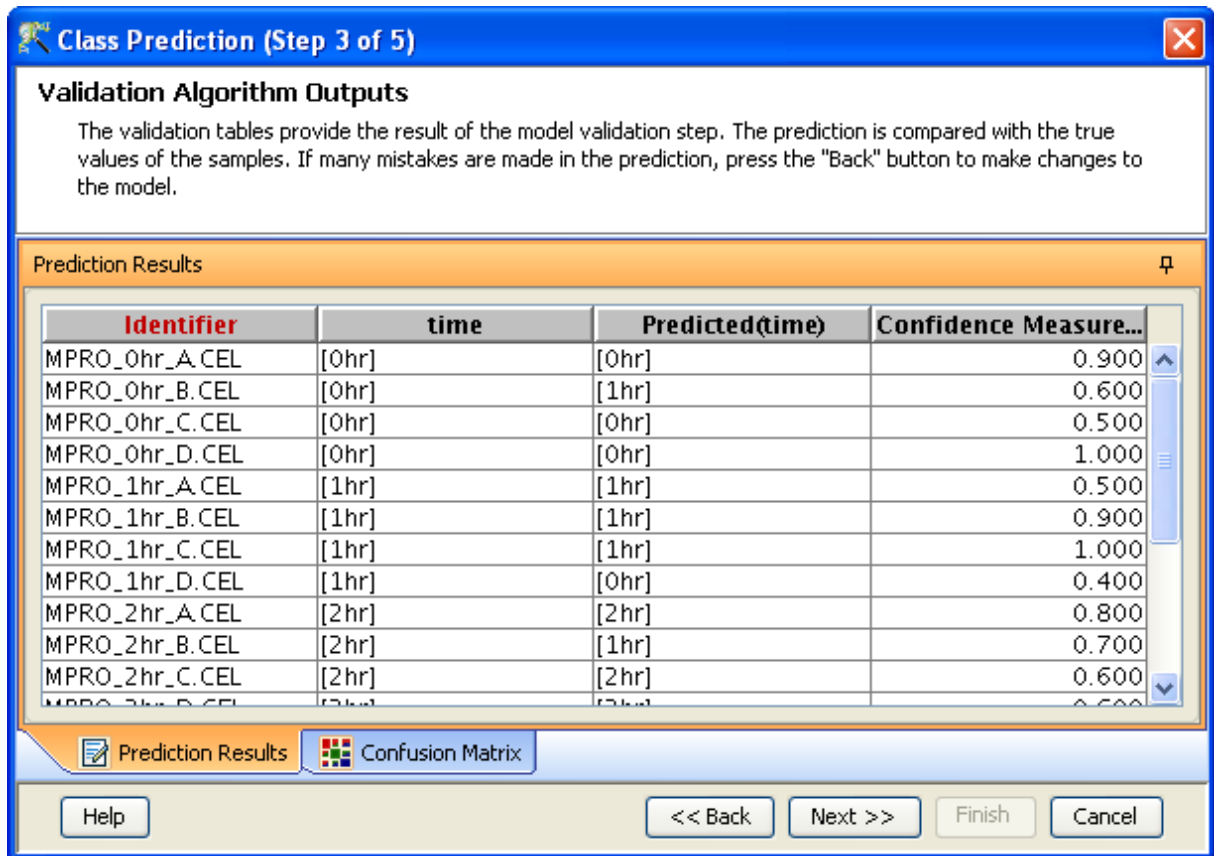 Class Prediction (Step 3 of 5)
Validation Algorithm Outputs
The validation tables provide the result of the model validation step. The prediction is compared with the true
values of the samples. If many mistakes are made in the prediction, press the "Back" button to make changes to
the model.
Prediction Results
Identifier time Predicted(time) Confidence Measure...
MPRO_0hr_A.CEL [0hr] [0hr] 0.900
MPRO_0hr_B.CEL [0hr] [1hr] 0.600
MPRO_0hr_C.CEL [0hr] [0hr] 0.500
MPRO_0hr_D.CEL [0hr] [0hr] 1.000
MPRO_1hr_A.CEL [1hr] [1hr] 0.500
MPRO_1hr_B.CEL [1hr] [1hr] 0.900
MPRO_1hr_C.CEL [1hr] [1hr] 1.000
MPRO_1hr_D.CEL [1hr] [0hr] 0.400
MPRO_2hr_A.CEL [2hr] [2hr] 0.800
MPRO_2hr_B.CEL [2hr] [1hr] 0.700
MPRO_2hr_C.CEL [2hr] [2hr] 0.600
Prediction Results Confusion Matrix
Help << Back Next >> Finish Cancel